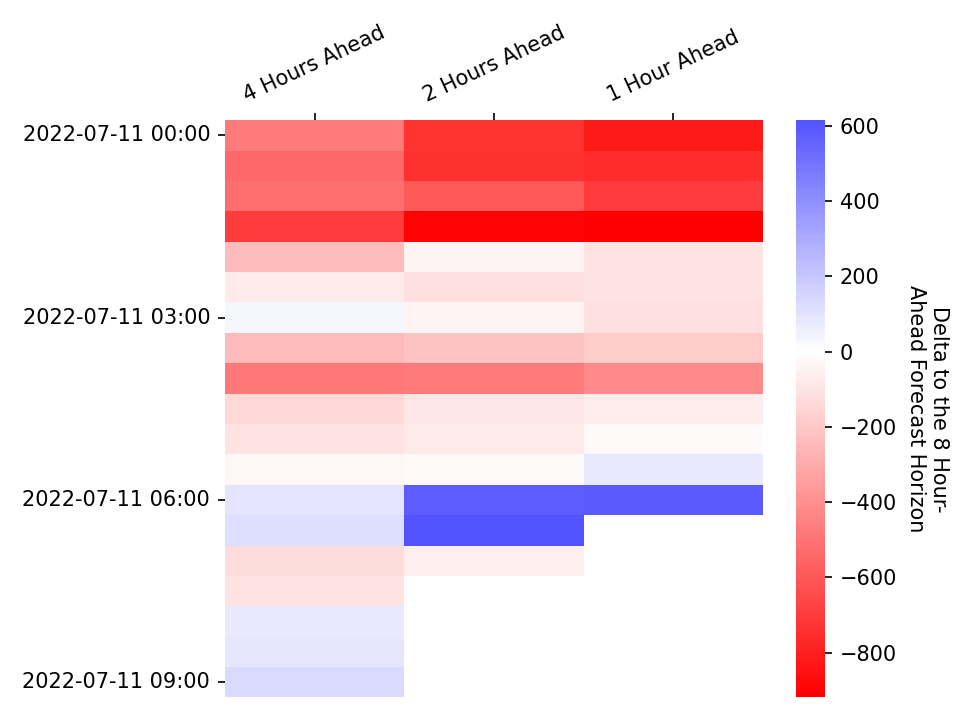 4 Hours Ahead
2 Hours Ahead
1 Hour Ahead
2022-07-11 00:00
2022-07-11 03:00
2022-07-11 06:00
2022-07-11 09:00
600
400
200
0
−200
−400
−600
−800
Delta to the 8 Hour-
Ahead Forecast Horizon